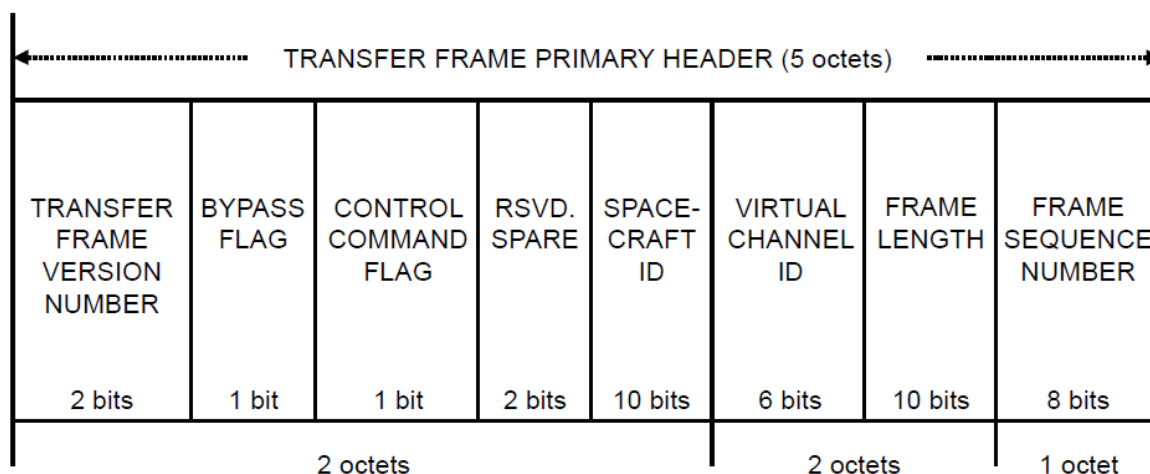 TRANSFER FRAME PRIMARY HEADER (5 octets)
TRANSFER
FRAME
VERSION
NUMBER
2 bits
BYPASS
FLAG
1 bit
CONTROL
COMMAND
FLAG
1 bit
RSVD.
SPARE
2 bits
SPACE-
CRAFT
ID
10 bits
VIRTUAL
CHANNEL
ID
6 bits
FRAME
LENGTH
10 bits
FRAME
SEQUENCE
NUMBER
8 bits
2 octets
2 octets
1 octet